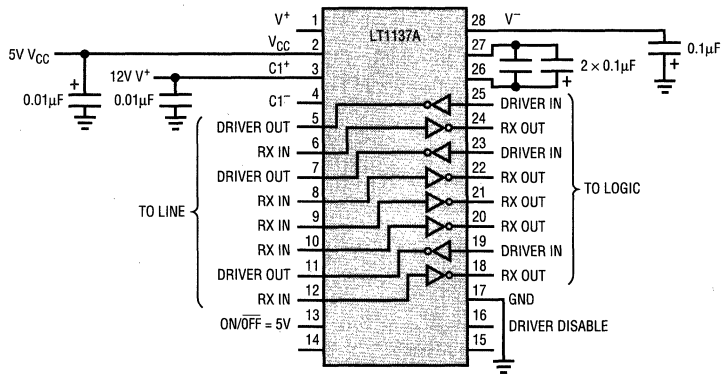 LT1137A
V+ 1 28 V−
5V VCC VCC 2 27
12V V+ C1+ 3 26
0.01µF + 0.01µF
2 × 0.1µF +
0.1µF +
C1− 4 25 DRIVER IN
DRIVER OUT 5 24 RX OUT
RX IN 6 23 DRIVER IN
DRIVER OUT 7 22 RX OUT
RX IN 8 21 RX OUT
RX IN 9 20 RX OUT
RX IN 10 19 DRIVER IN
DRIVER OUT 11 18 RX OUT
RX IN 12 17 GND
ON/O̅F̅F̅ = 5V 13 16 DRIVER DISABLE
14 15
TO LINE
TO LOGIC